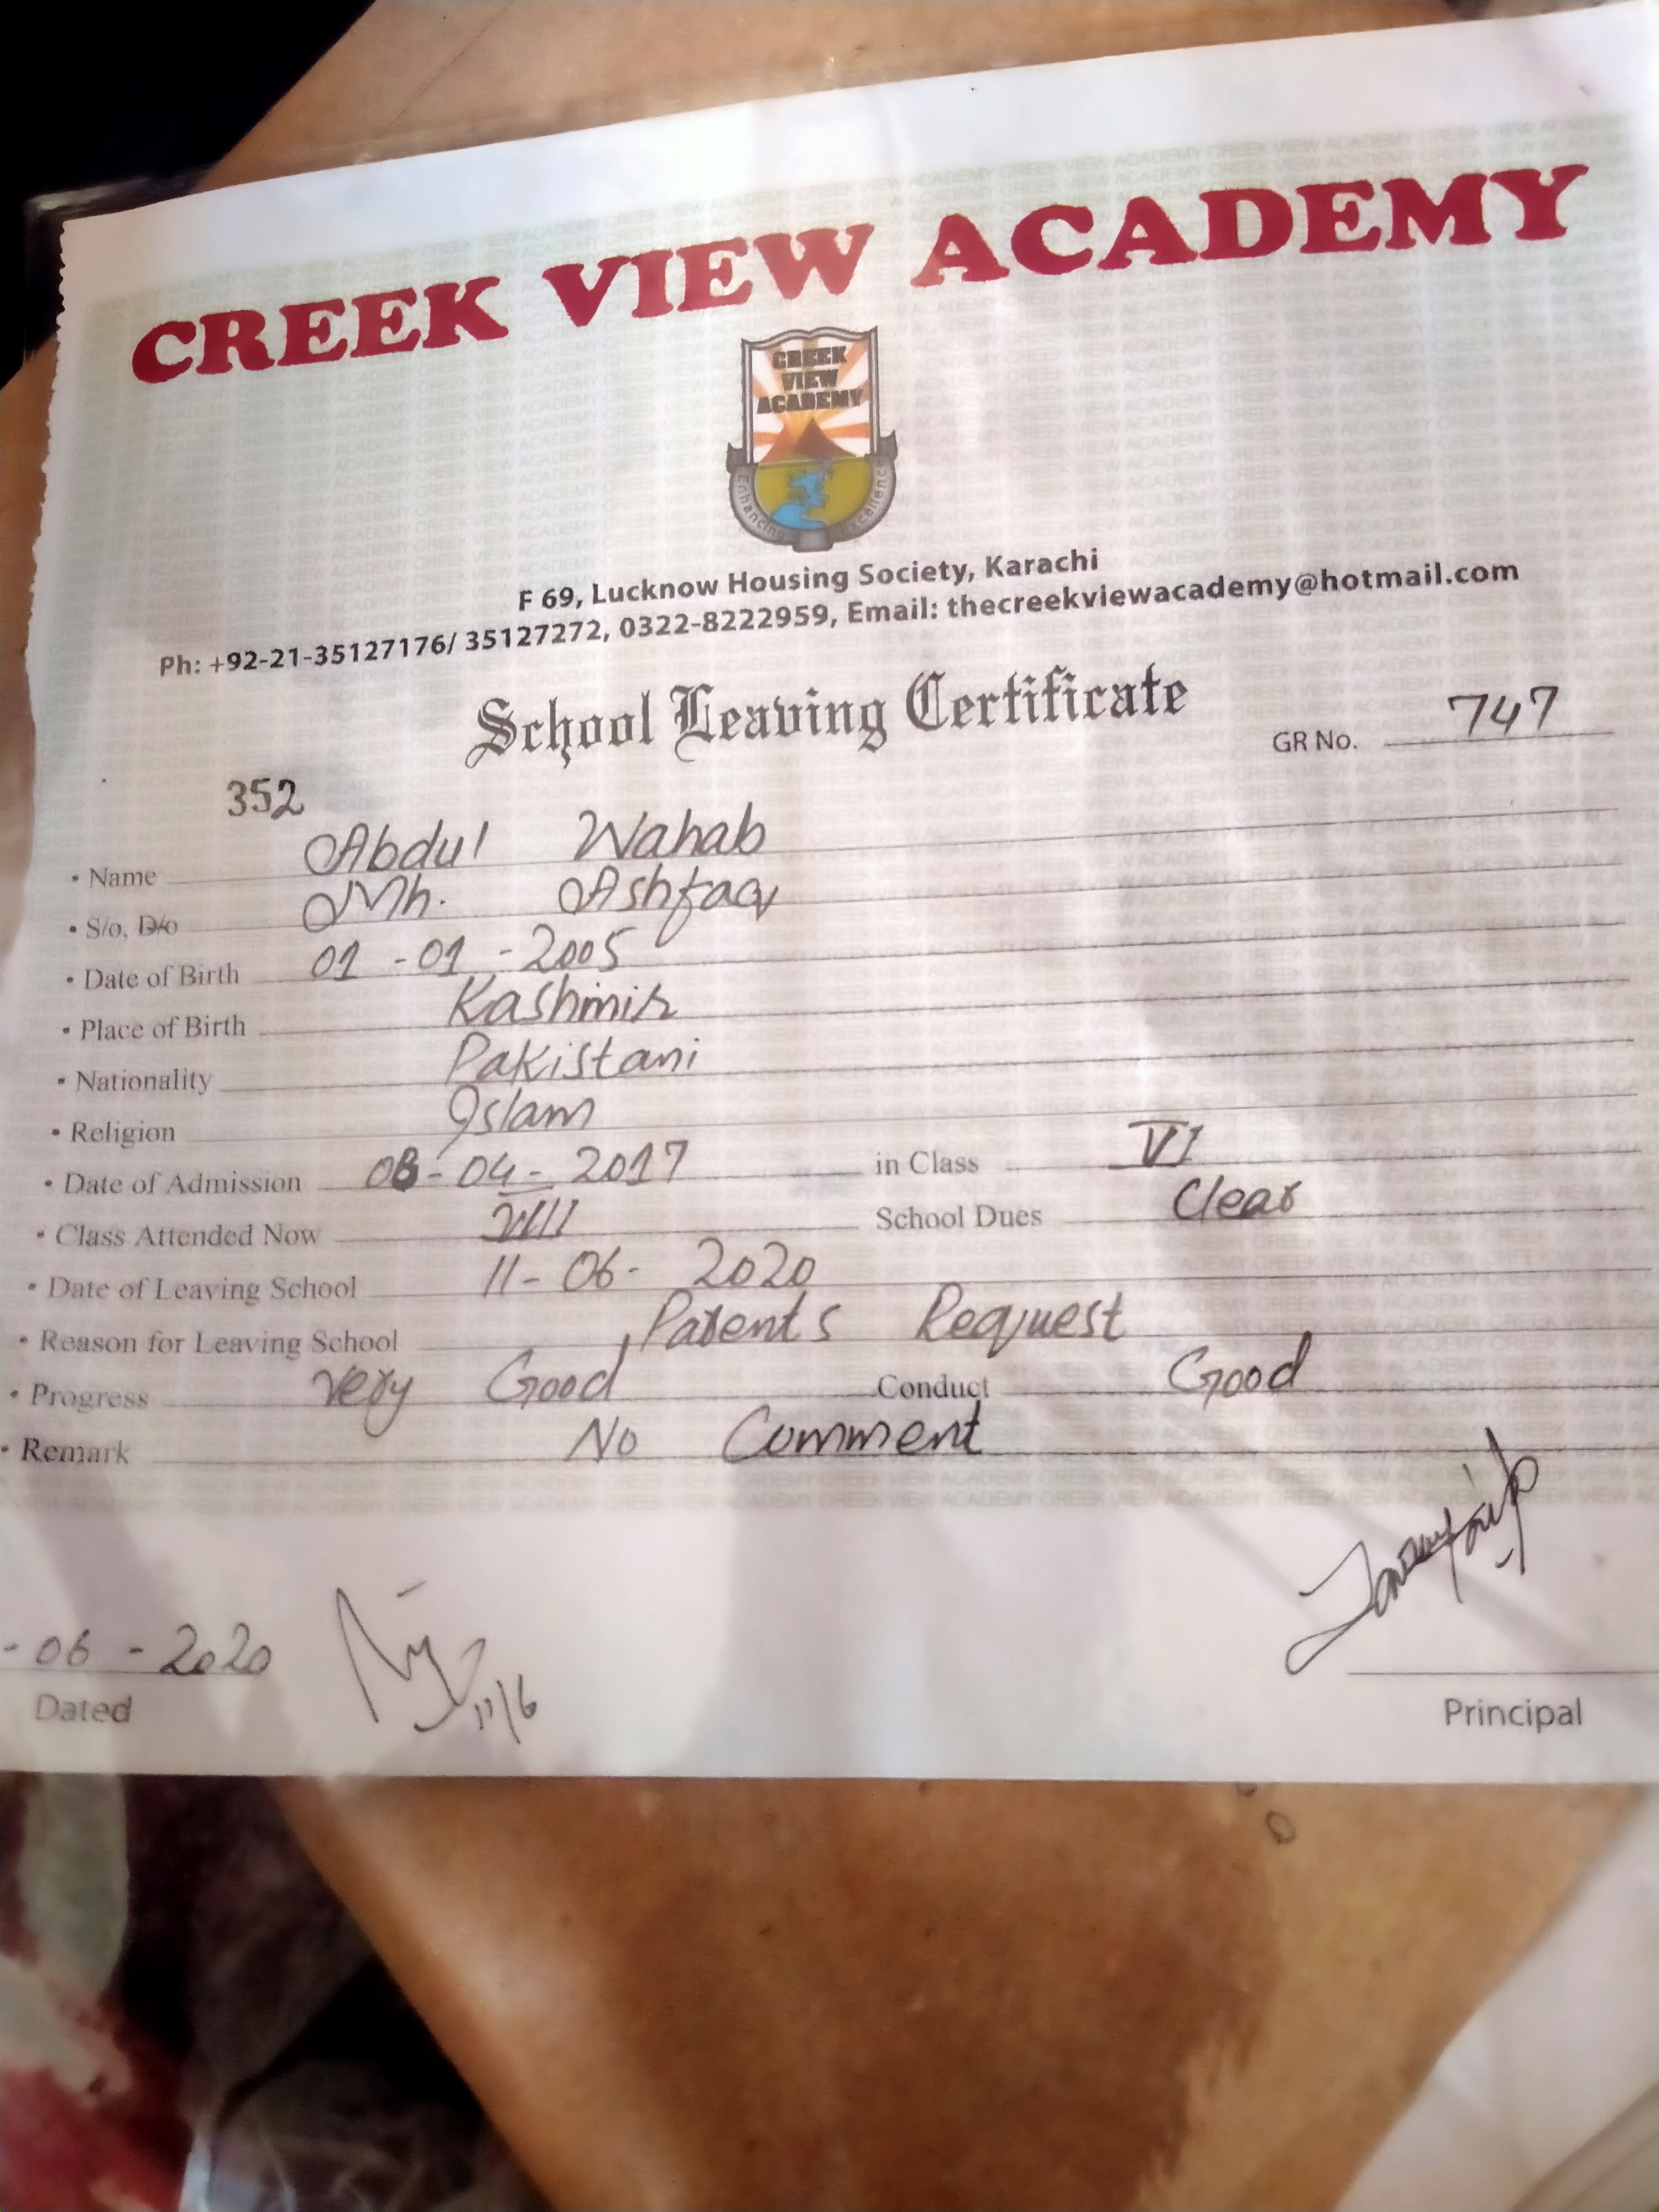 CREEK VIEW ACADEMY
CREEK
VIEW
ACADEMY
Enhancing Excellence
F 69, Lucknow Housing Society, Karachi
Ph: +92-21-35127176/ 35127272, 0322-8222959, Email: thecreekviewacademy@hotmail.com
School Leaving Certificate
GR No. 747
352
• Name Abdul Wahab
• S/o, D/o Mh. Ashfaq
• Date of Birth 01-01-2005
• Place of Birth Kashmir
• Nationality Pakistani
• Religion Islam
• Date of Admission 03-04-2017 in Class VI
• Class Attended Now VIII School Dues Clear
• Date of Leaving School 11-06-2020
• Reason for Leaving School Parents Request
• Progress Very Good Conduct Good
• Remark No Comment
-06-2020
11/6
Dated
Principal